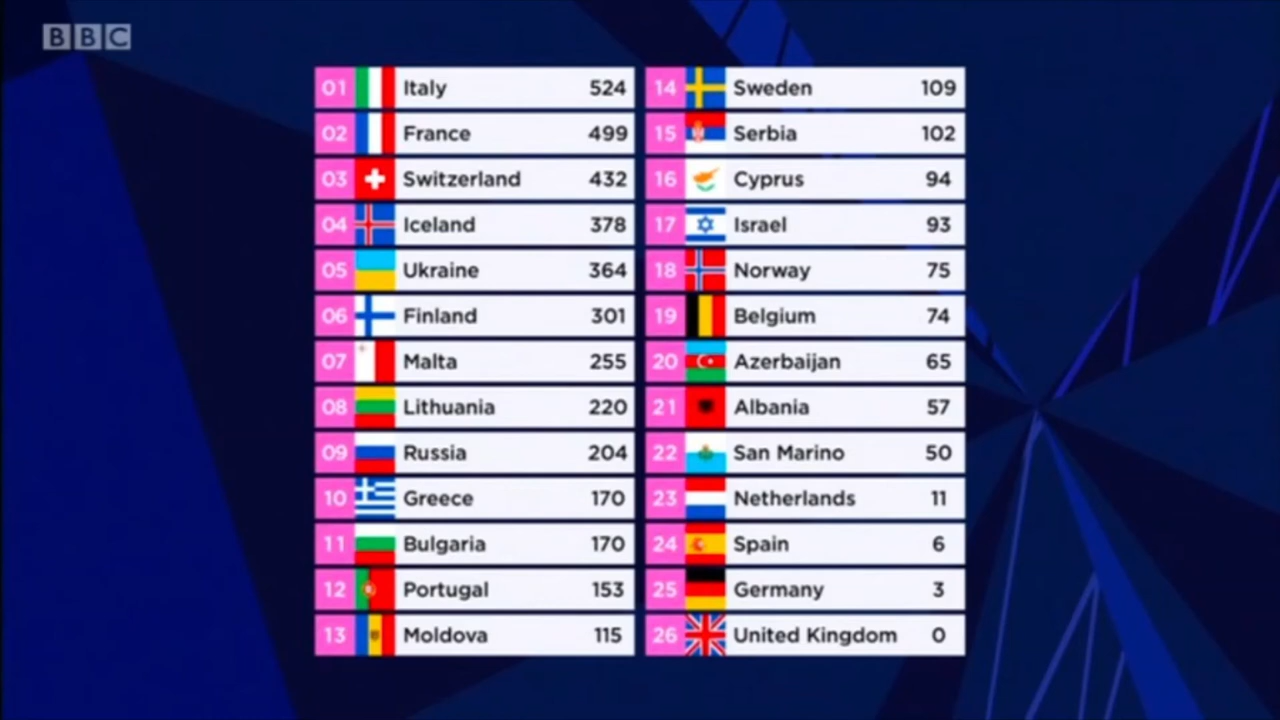 BBC
01 Italy 524
02 France 499
03 Switzerland 432
04 Iceland 378
05 Ukraine 364
06 Finland 301
07 Malta 255
08 Lithuania 220
09 Russia 204
10 Greece 170
11 Bulgaria 170
12 Portugal 153
13 Moldova 115
14 Sweden 109
15 Serbia 102
16 Cyprus 94
17 Israel 93
18 Norway 75
19 Belgium 74
20 Azerbaijan 65
21 Albania 57
22 San Marino 50
23 Netherlands 11
24 Spain 6
25 Germany 3
26 United Kingdom 0